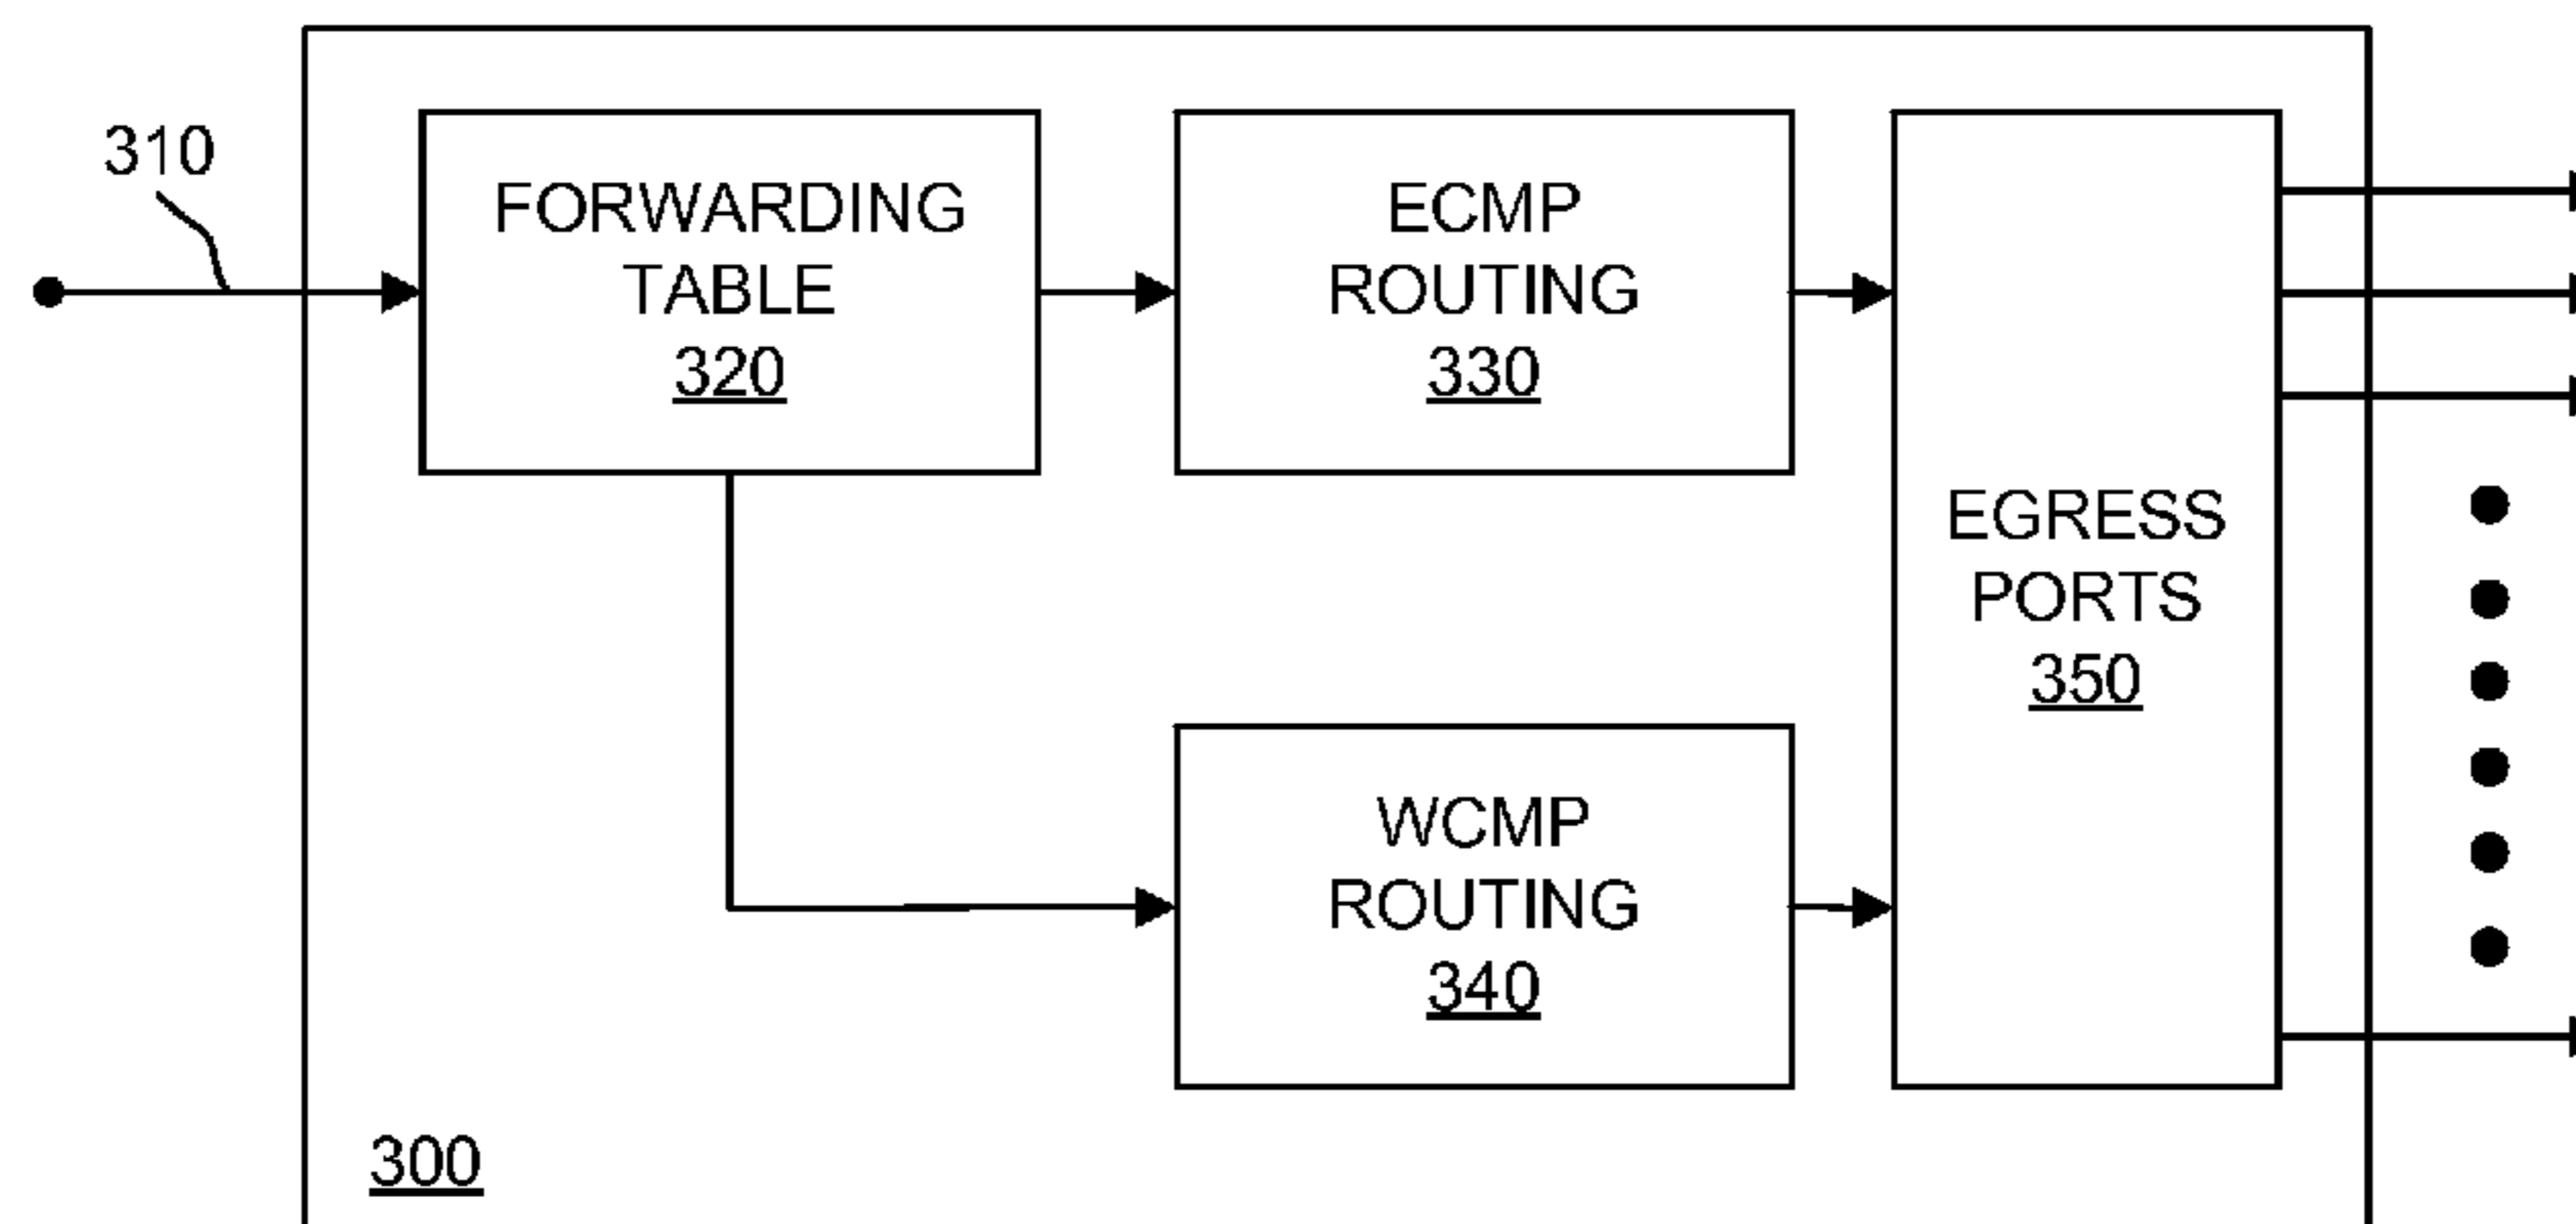 310
FORWARDING
TABLE
320
ECMP
ROUTING
330
EGRESS
PORTS
350
WCMP
ROUTING
340
300